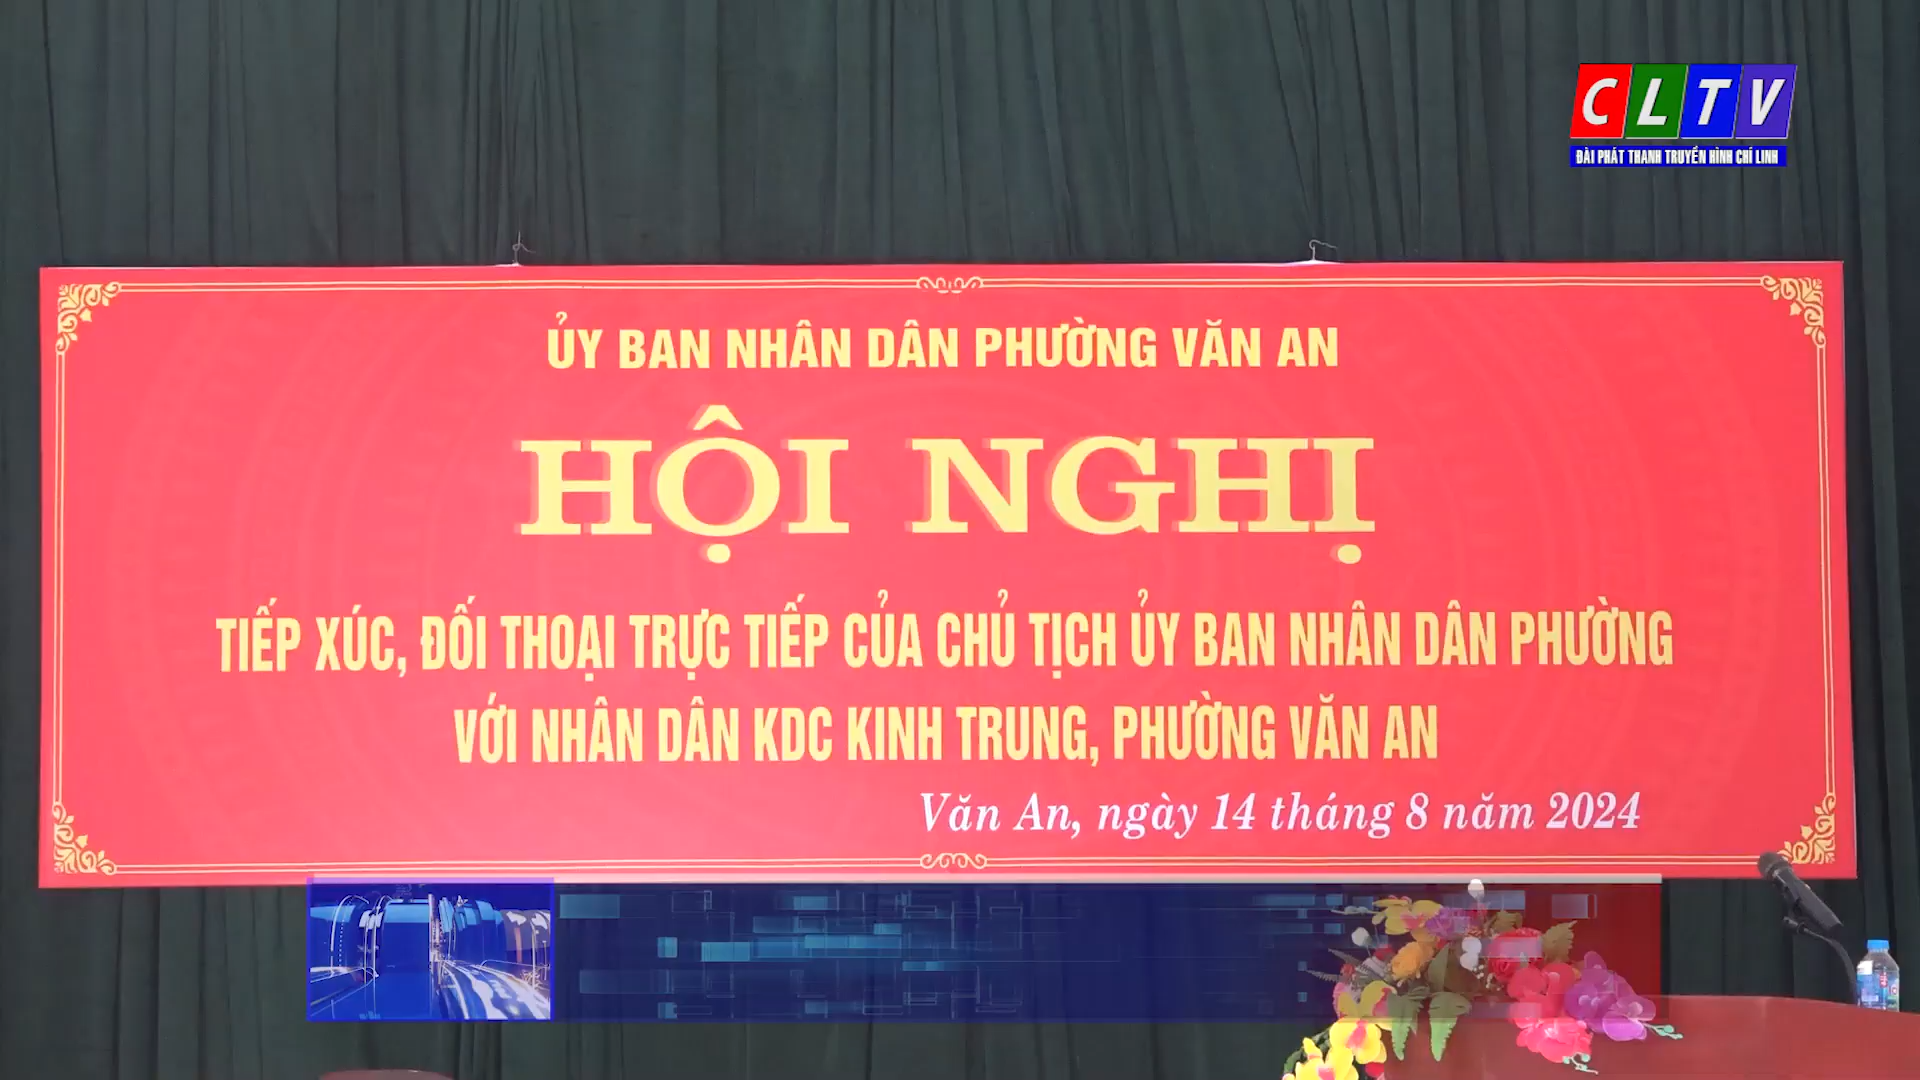 CLTV
ĐÀI PHÁT THANH TRUYỀN HÌNH CHÍ LINH
ỦY BAN NHÂN DÂN PHƯỜNG VĂN AN
HỘI NGHỊ
TIẾP XÚC, ĐỐI THOẠI TRỰC TIẾP CỦA CHỦ TỊCH ỦY BAN NHÂN DÂN PHƯỜNG
VỚI NHÂN DÂN KDC KINH TRUNG, PHƯỜNG VĂN AN
Văn An, ngày 14 tháng 8 năm 2024